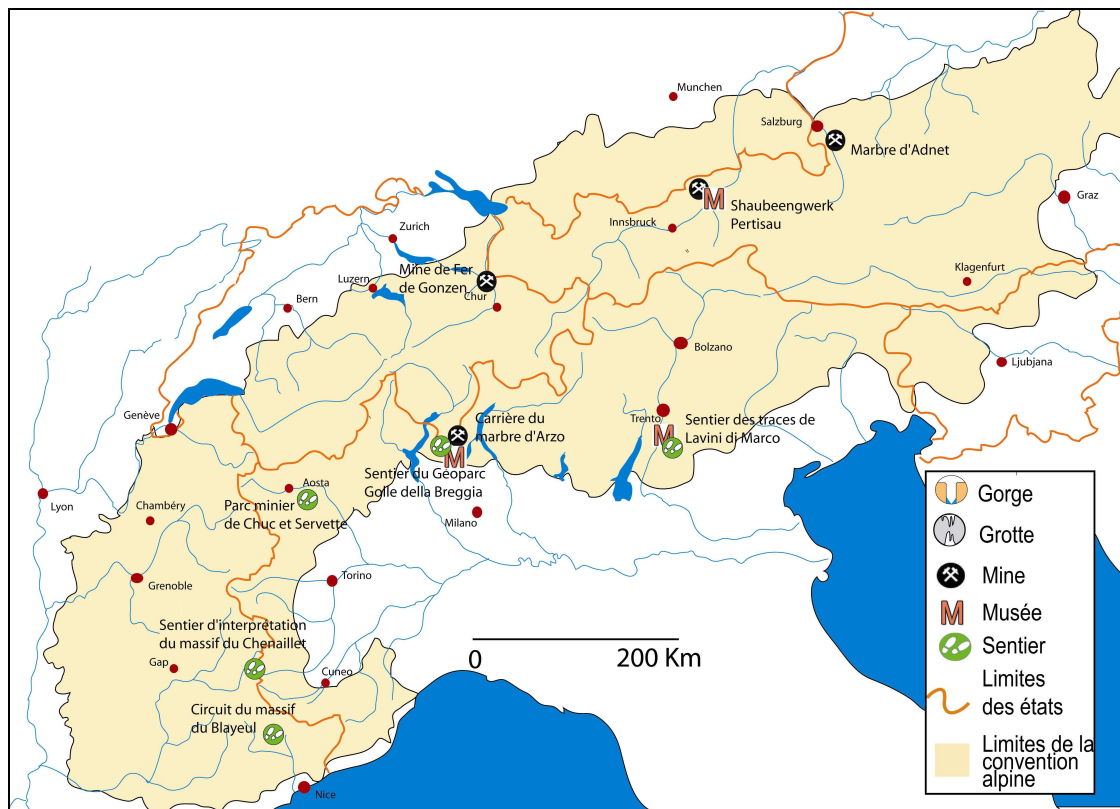 Munchen
Salzburg
Marbre d'Adnet
M
Shaubeengwerk
Pertisau
Innsbruck
Graz
Zurich
Mine de Fer
de Gonzen
Luzern
Chur
Bern
Klagenfurt
Bolzano
Ljubjana
Genève
Carrière du
marbre d'Arzo
Trento
Sentier des traces de
Lavini di Marco
M
M
Sentier du Géoparc
Golle della Breggia
Aosta
Parc minier
de Chuc et Servette
Lyon
Chambéry
Milano
Grenoble
Torino
Sentier d'interprétation
du massif du Chenaillet
Gap
Cuneo
Circuit du massif
du Blayeul
Nice
0 200 Km
Gorge
Grotte
Mine
M Musée
Sentier
Limites
des états
Limites de la
convention
alpine